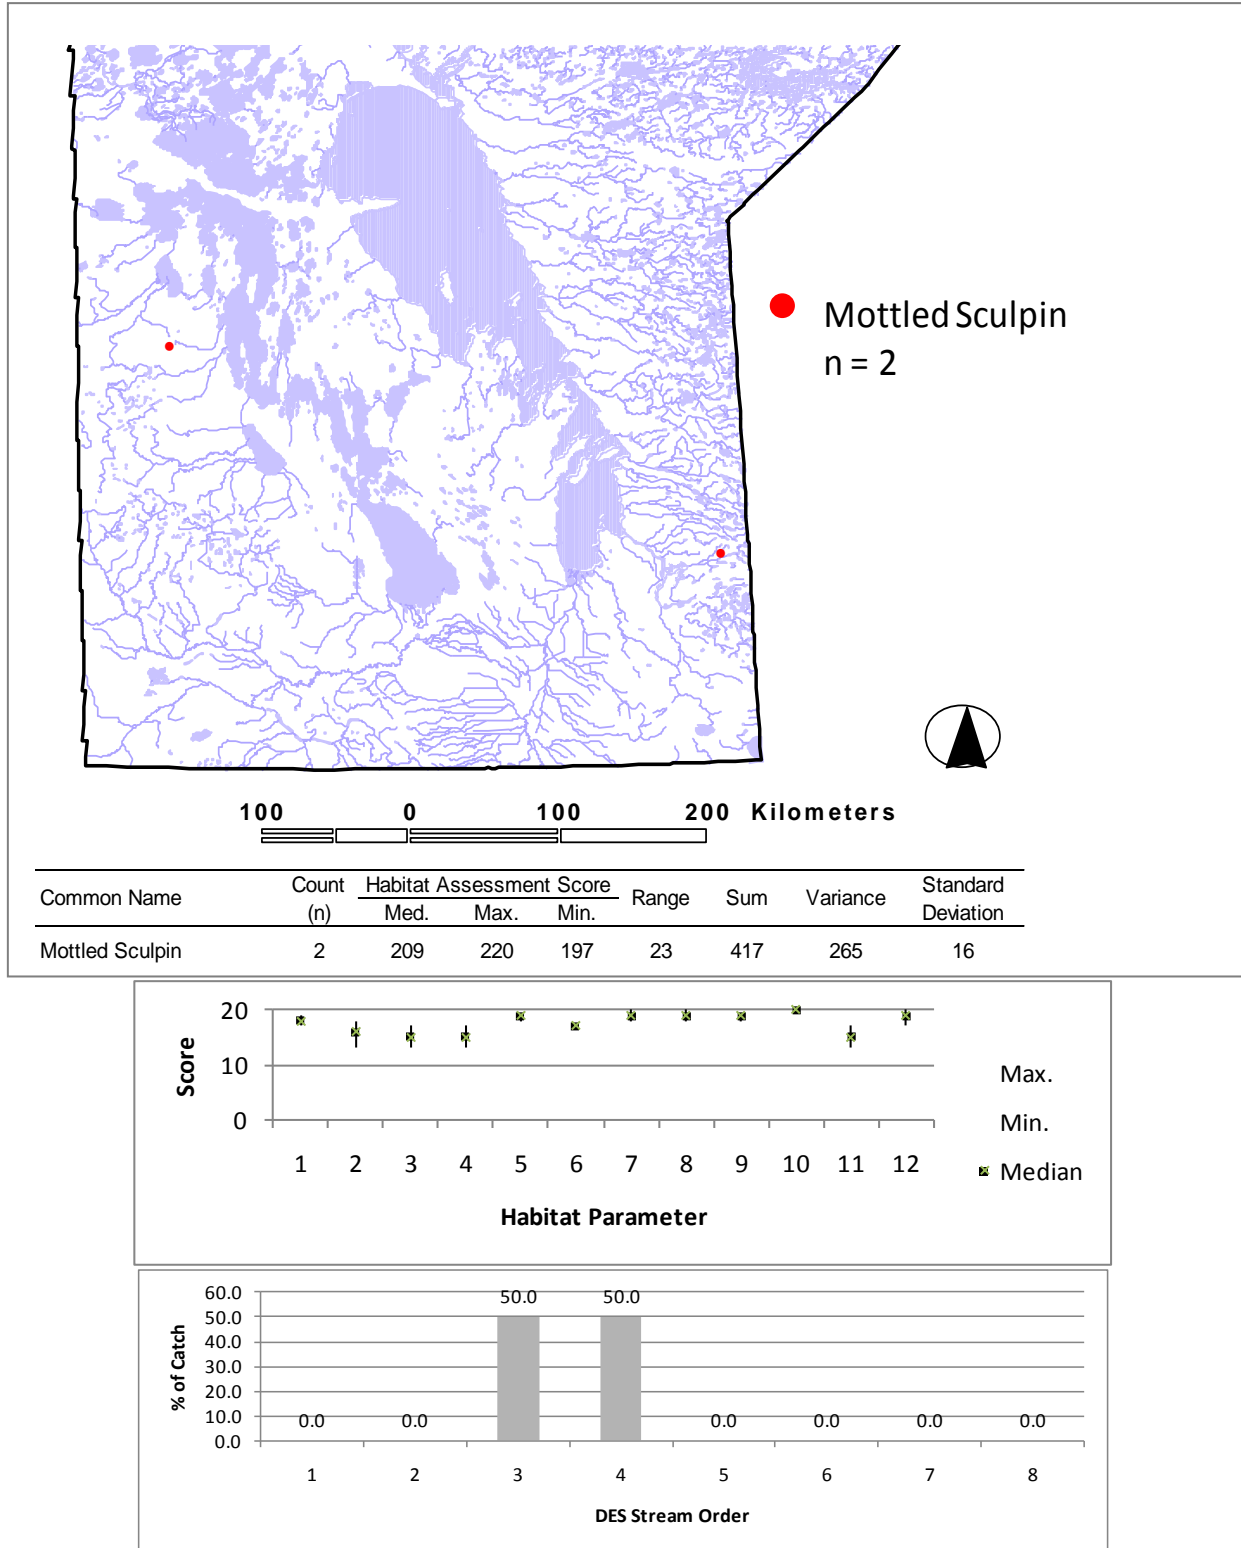 Mottled Sculpin
n = 2
100 0 100 200 Kilometers
Common Name Count (n) Habitat Assessment Score Range Sum Variance Standard Deviation
Med. Max. Min.
Mottled Sculpin 2 209 220 197 23 417 265 16
20
10
0
Score
1 2 3 4 5 6 7 8 9 10 11 12
Habitat Parameter
Max.
Min.
Median
60.0
50.0
40.0
30.0
20.0
10.0
0.0
% of Catch
0.0 0.0 50.0 50.0 0.0 0.0 0.0 0.0
1 2 3 4 5 6 7 8
DES Stream Order